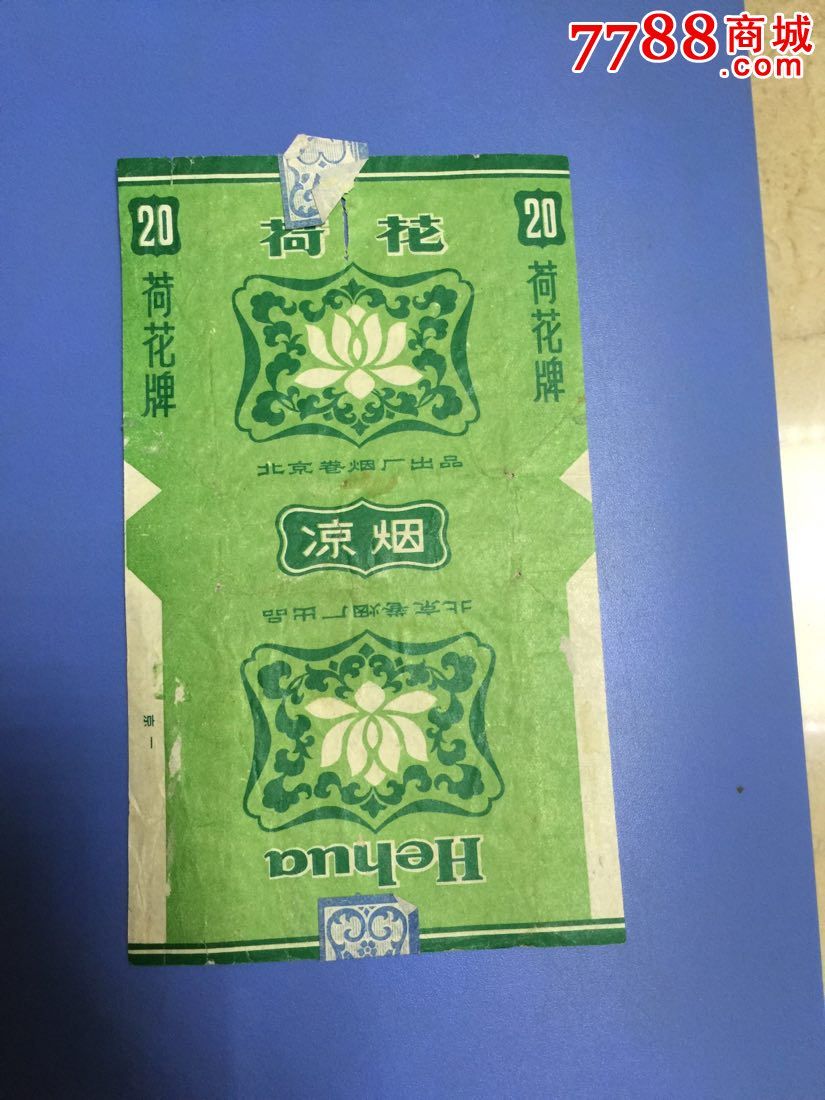 7788商城
.com
20
20
荷花
荷花牌
荷花牌
北京卷烟厂出品
凉烟
北京卷烟厂出品
京一
Hehua